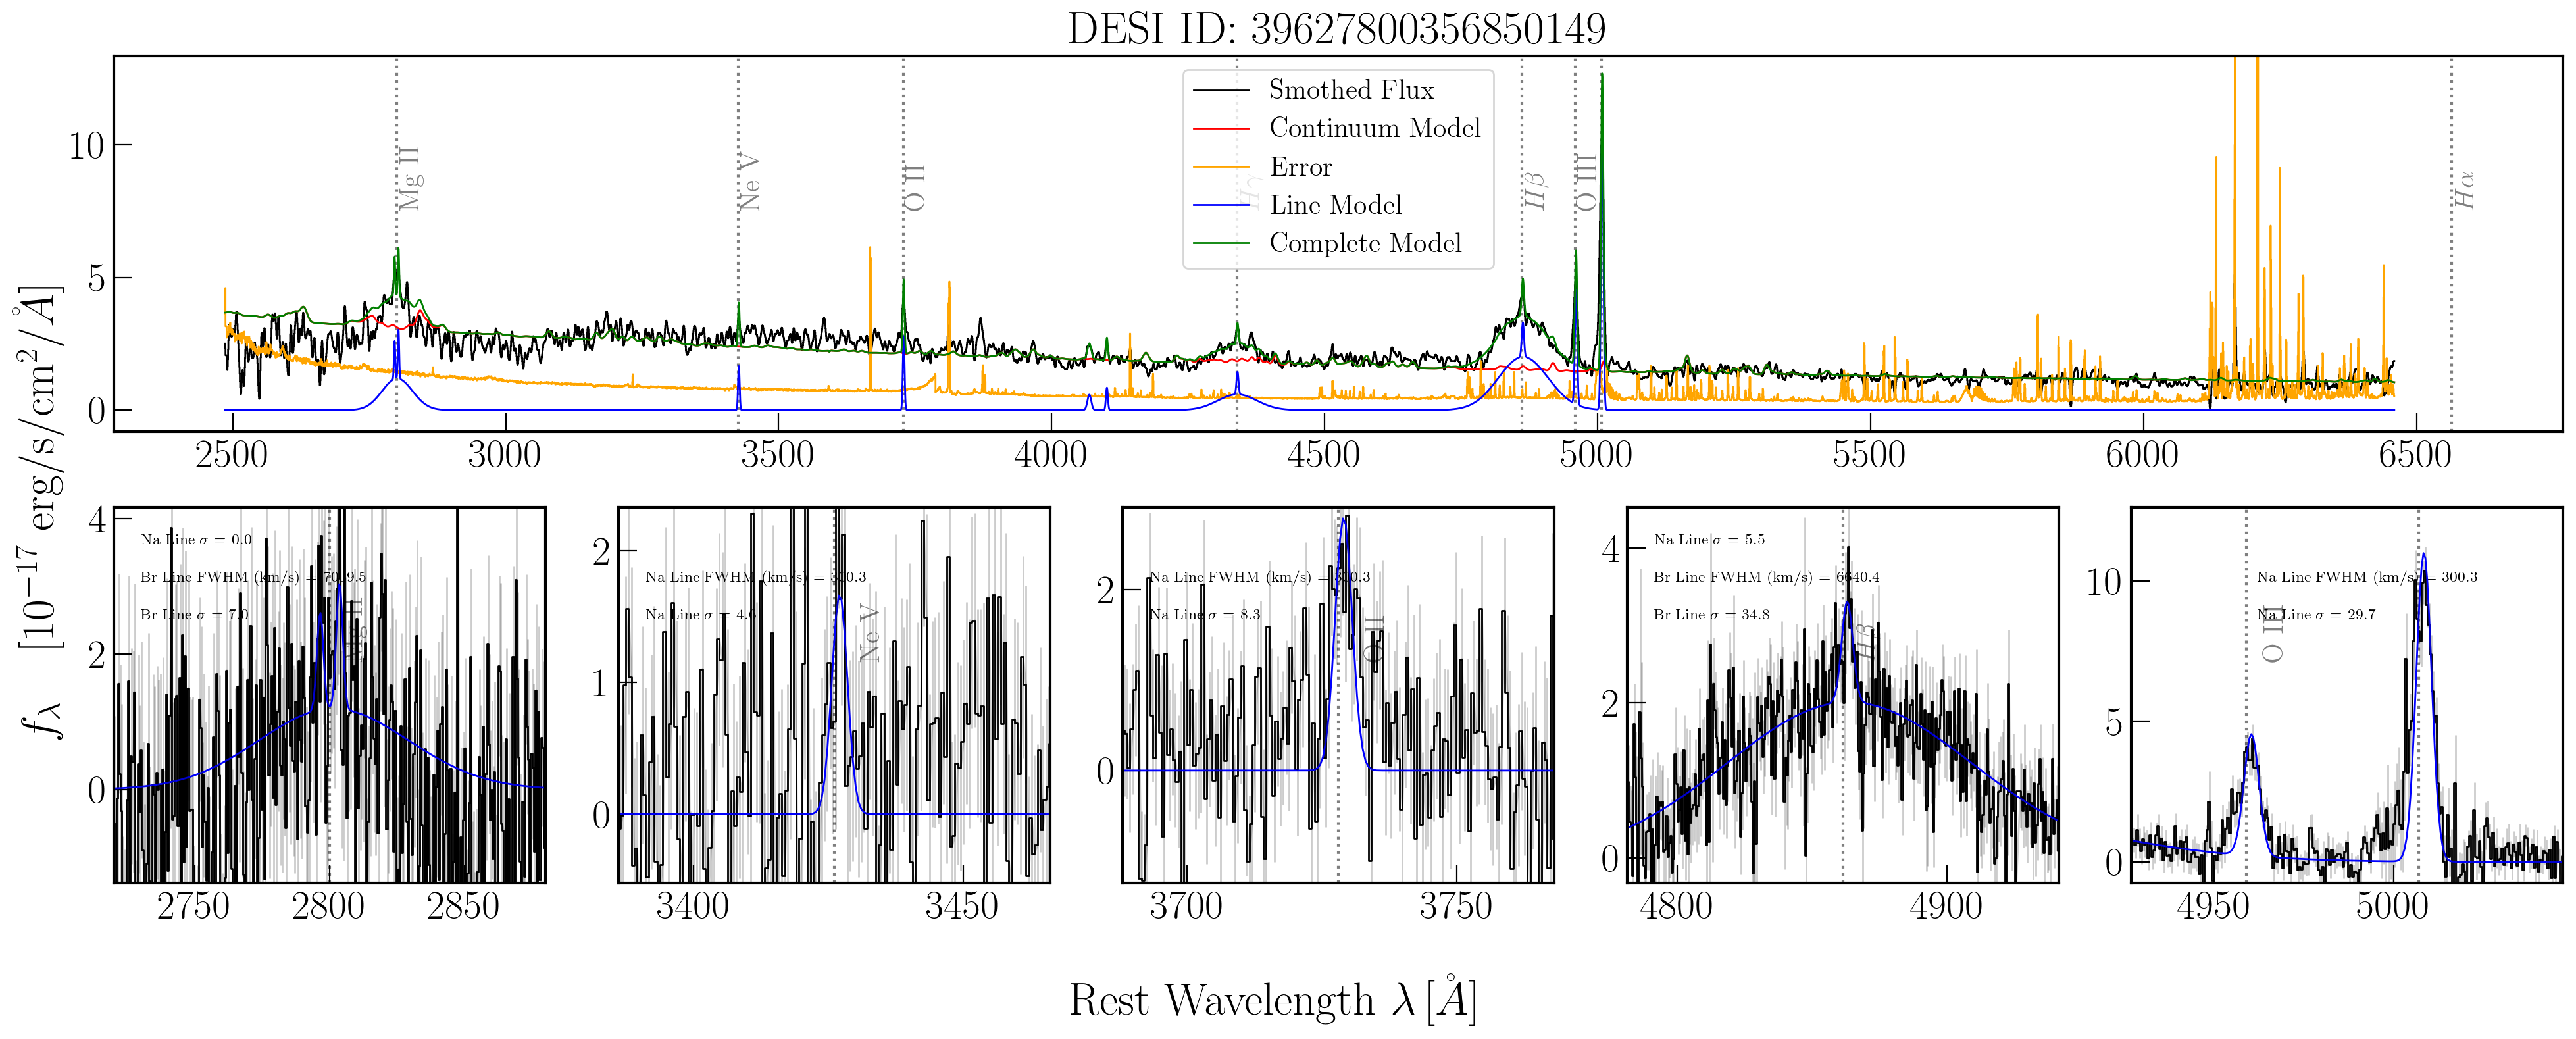 DESI ID: 39627800356850149
Smothed Flux
Continuum Model
Error
Line Model
Complete Model
Mg II
Ne V
O II
Hγ
Hβ
O III
Hα
10
5
0
2500 3000 3500 4000 4500 5000 5500 6000 6500
f_λ [10^{-17} erg/s/cm^2/Å]
Na Line σ = 0.0
Br Line FWHM (km/s) =
Br Line σ = 7.0
Mg II
4
2
0
2750 2800 2850
Na Line FWHM (km/s) = 300.3
Na Line σ = 4.6
Ne V
2
1
0
3400 3450
Na Line FWHM (km/s) = 300.3
Na Line σ = 8.3
O II
2
0
3700 3750
Na Line σ = 5.5
Br Line FWHM (km/s) = 6640.4
Br Line σ = 34.8
Hβ
4
2
0
4800 4900
Na Line FWHM (km/s) = 300.3
Na Line σ = 29.7
O III
10
5
0
4950 5000
Rest Wavelength λ [Å]